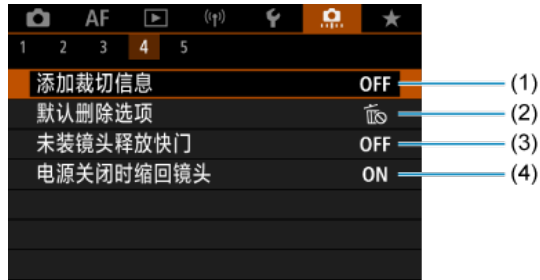 AF
1 2 3 4 5
添加裁切信息 OFF (1)
默认删除选项 (2)
未装镜头释放快门 OFF (3)
电源关闭时缩回镜头 ON (4)